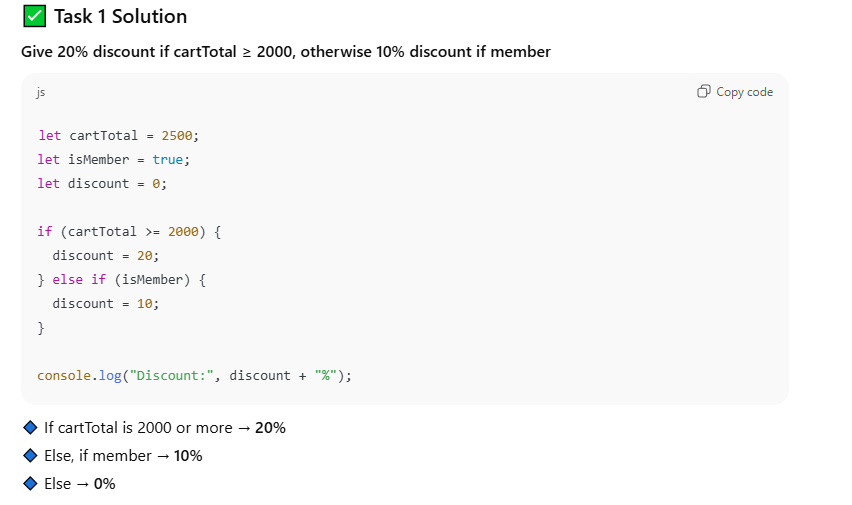 ✅ Task 1 Solution
Give 20% discount if cartTotal ≥ 2000, otherwise 10% discount if member
js
Copy code
let cartTotal = 2500;
let isMember = true;
let discount = 0;
if (cartTotal >= 2000) {
  discount = 20;
} else if (isMember) {
  discount = 10;
}
console.log("Discount:", discount + "%");
🔹 If cartTotal is 2000 or more → 20%
🔹 Else, if member → 10%
🔹 Else → 0%